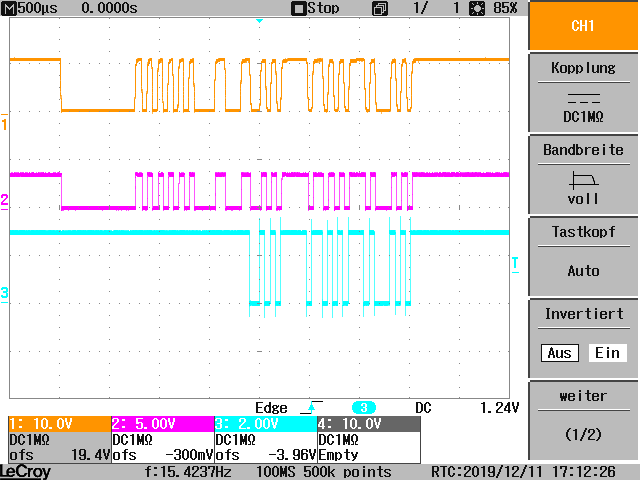 M 500µs 0.0000s Stop 1/ 1 85%
CH1
Kopplung
DC1MΩ
Bandbreite
voll
Tastkopf
Auto
Invertiert
Aus Ein
weiter
(1/2)
1
2
3
T
Edge 3 DC 1.24V
1: 10.0V 2: 5.00V 3: 2.00V 4: 10.0V
DC1MΩ DC1MΩ DC1MΩ DC1MΩ
ofs 19.4V ofs -300mV ofs -3.96V Empty
LeCroy f:15.4237Hz 100MS 500k points RTC:2019/12/11 17:12:26